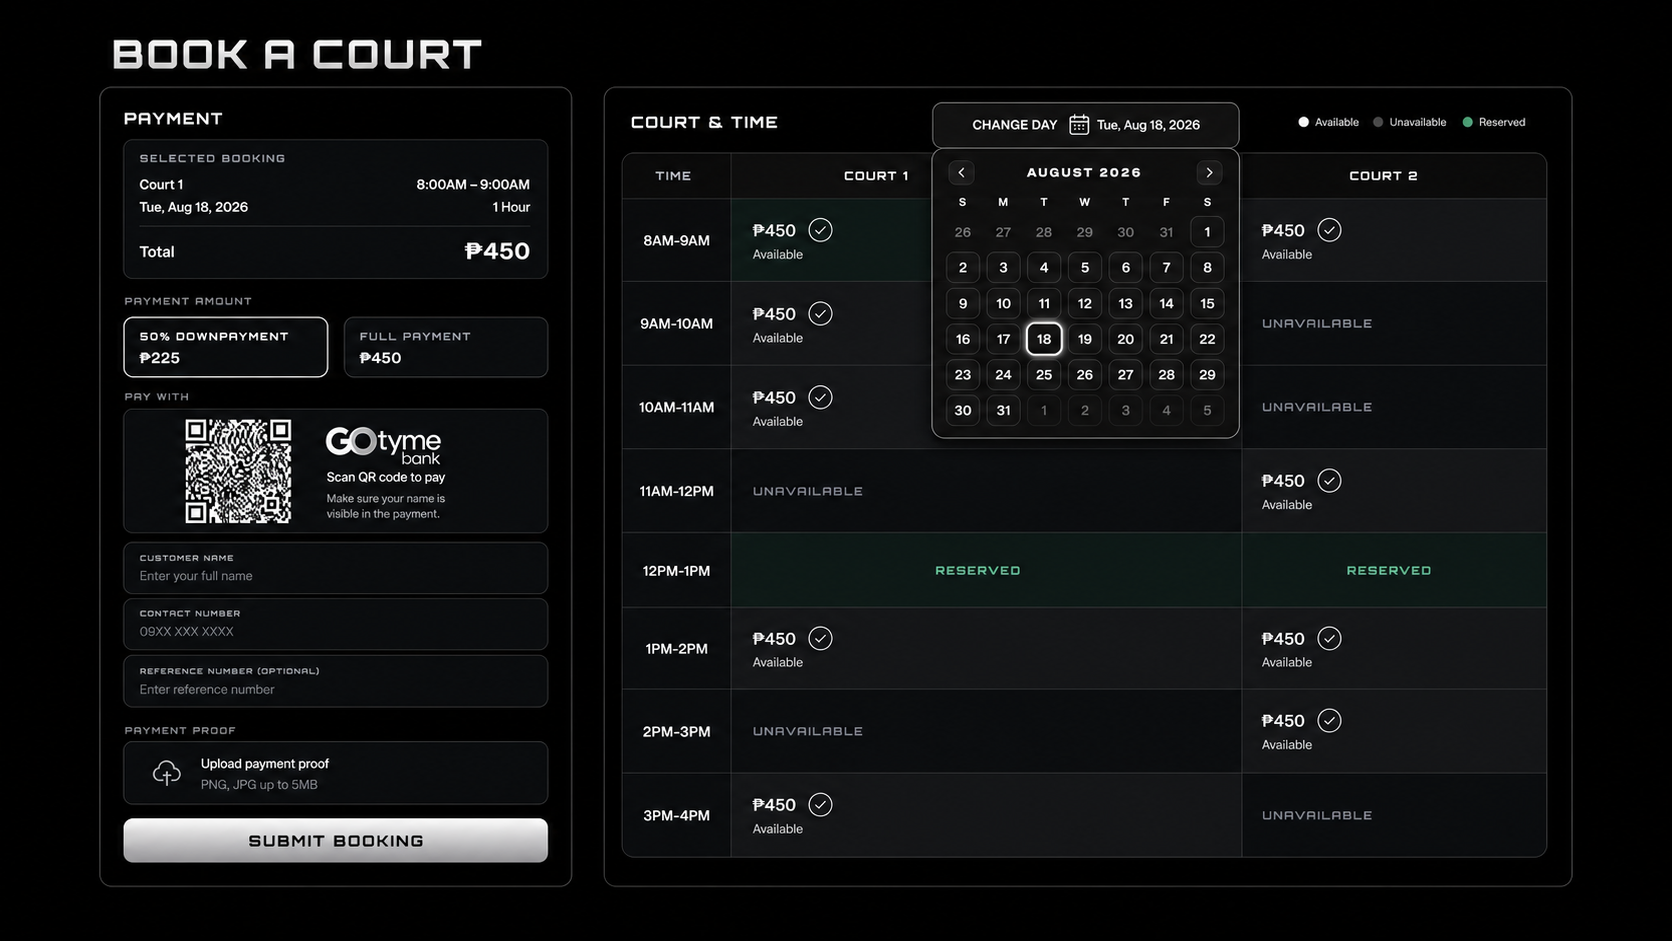 BOOK A COURT
PAYMENT
SELECTED BOOKING
Court 1 8:00AM – 9:00AM
Tue, Aug 18, 2026 1 Hour
Total ₱450
PAYMENT AMOUNT
50% DOWNPAYMENT
₱225
FULL PAYMENT
₱450
PAY WITH
GOtyme
bank
Scan QR code to pay
Make sure your name is
visible in the payment.
CUSTOMER NAME
Enter your full name
CONTACT NUMBER
09XX XXX XXXX
REFERENCE NUMBER (OPTIONAL)
Enter reference number
PAYMENT PROOF
Upload payment proof
PNG, JPG up to 5MB
SUBMIT BOOKING
COURT & TIME
CHANGE DAY Tue, Aug 18, 2026
Available Unavailable Reserved
AUGUST 2026
S M T W T F S
26 27 28 29 30 31 1
2 3 4 5 6 7 8
9 10 11 12 13 14 15
16 17 18 19 20 21 22
23 24 25 26 27 28 29
30 31 1 2 3 4 5
TIME COURT 1 COURT 2
8AM-9AM ₱450 ₱450
Available Available
9AM-10AM ₱450 UNAVAILABLE
Available
10AM-11AM ₱450 UNAVAILABLE
Available
11AM-12PM UNAVAILABLE ₱450
Available
12PM-1PM RESERVED RESERVED
1PM-2PM ₱450 ₱450
Available Available
2PM-3PM UNAVAILABLE ₱450
Available
3PM-4PM ₱450 UNAVAILABLE
Available